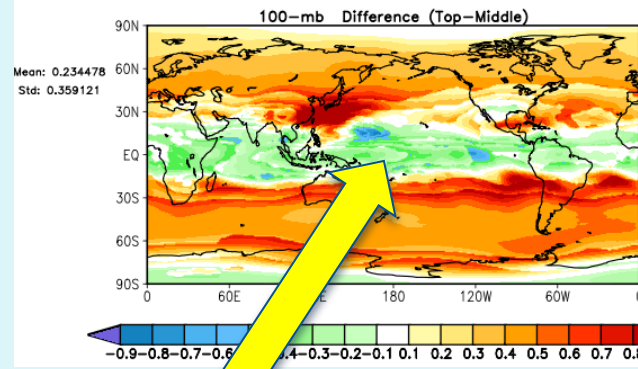 100-mb Difference (Top-Middle)
Mean: 0.234478
Std: 0.359121
90N
60N
30N
EQ
30S
60S
90S
0 60E E 180 120W 60W
-0.9-0.8-0.7-6 .4-0.3-0.2-0.1 0.1 0.2 0.3 0.4 0.5 0.6 0.7 0.8